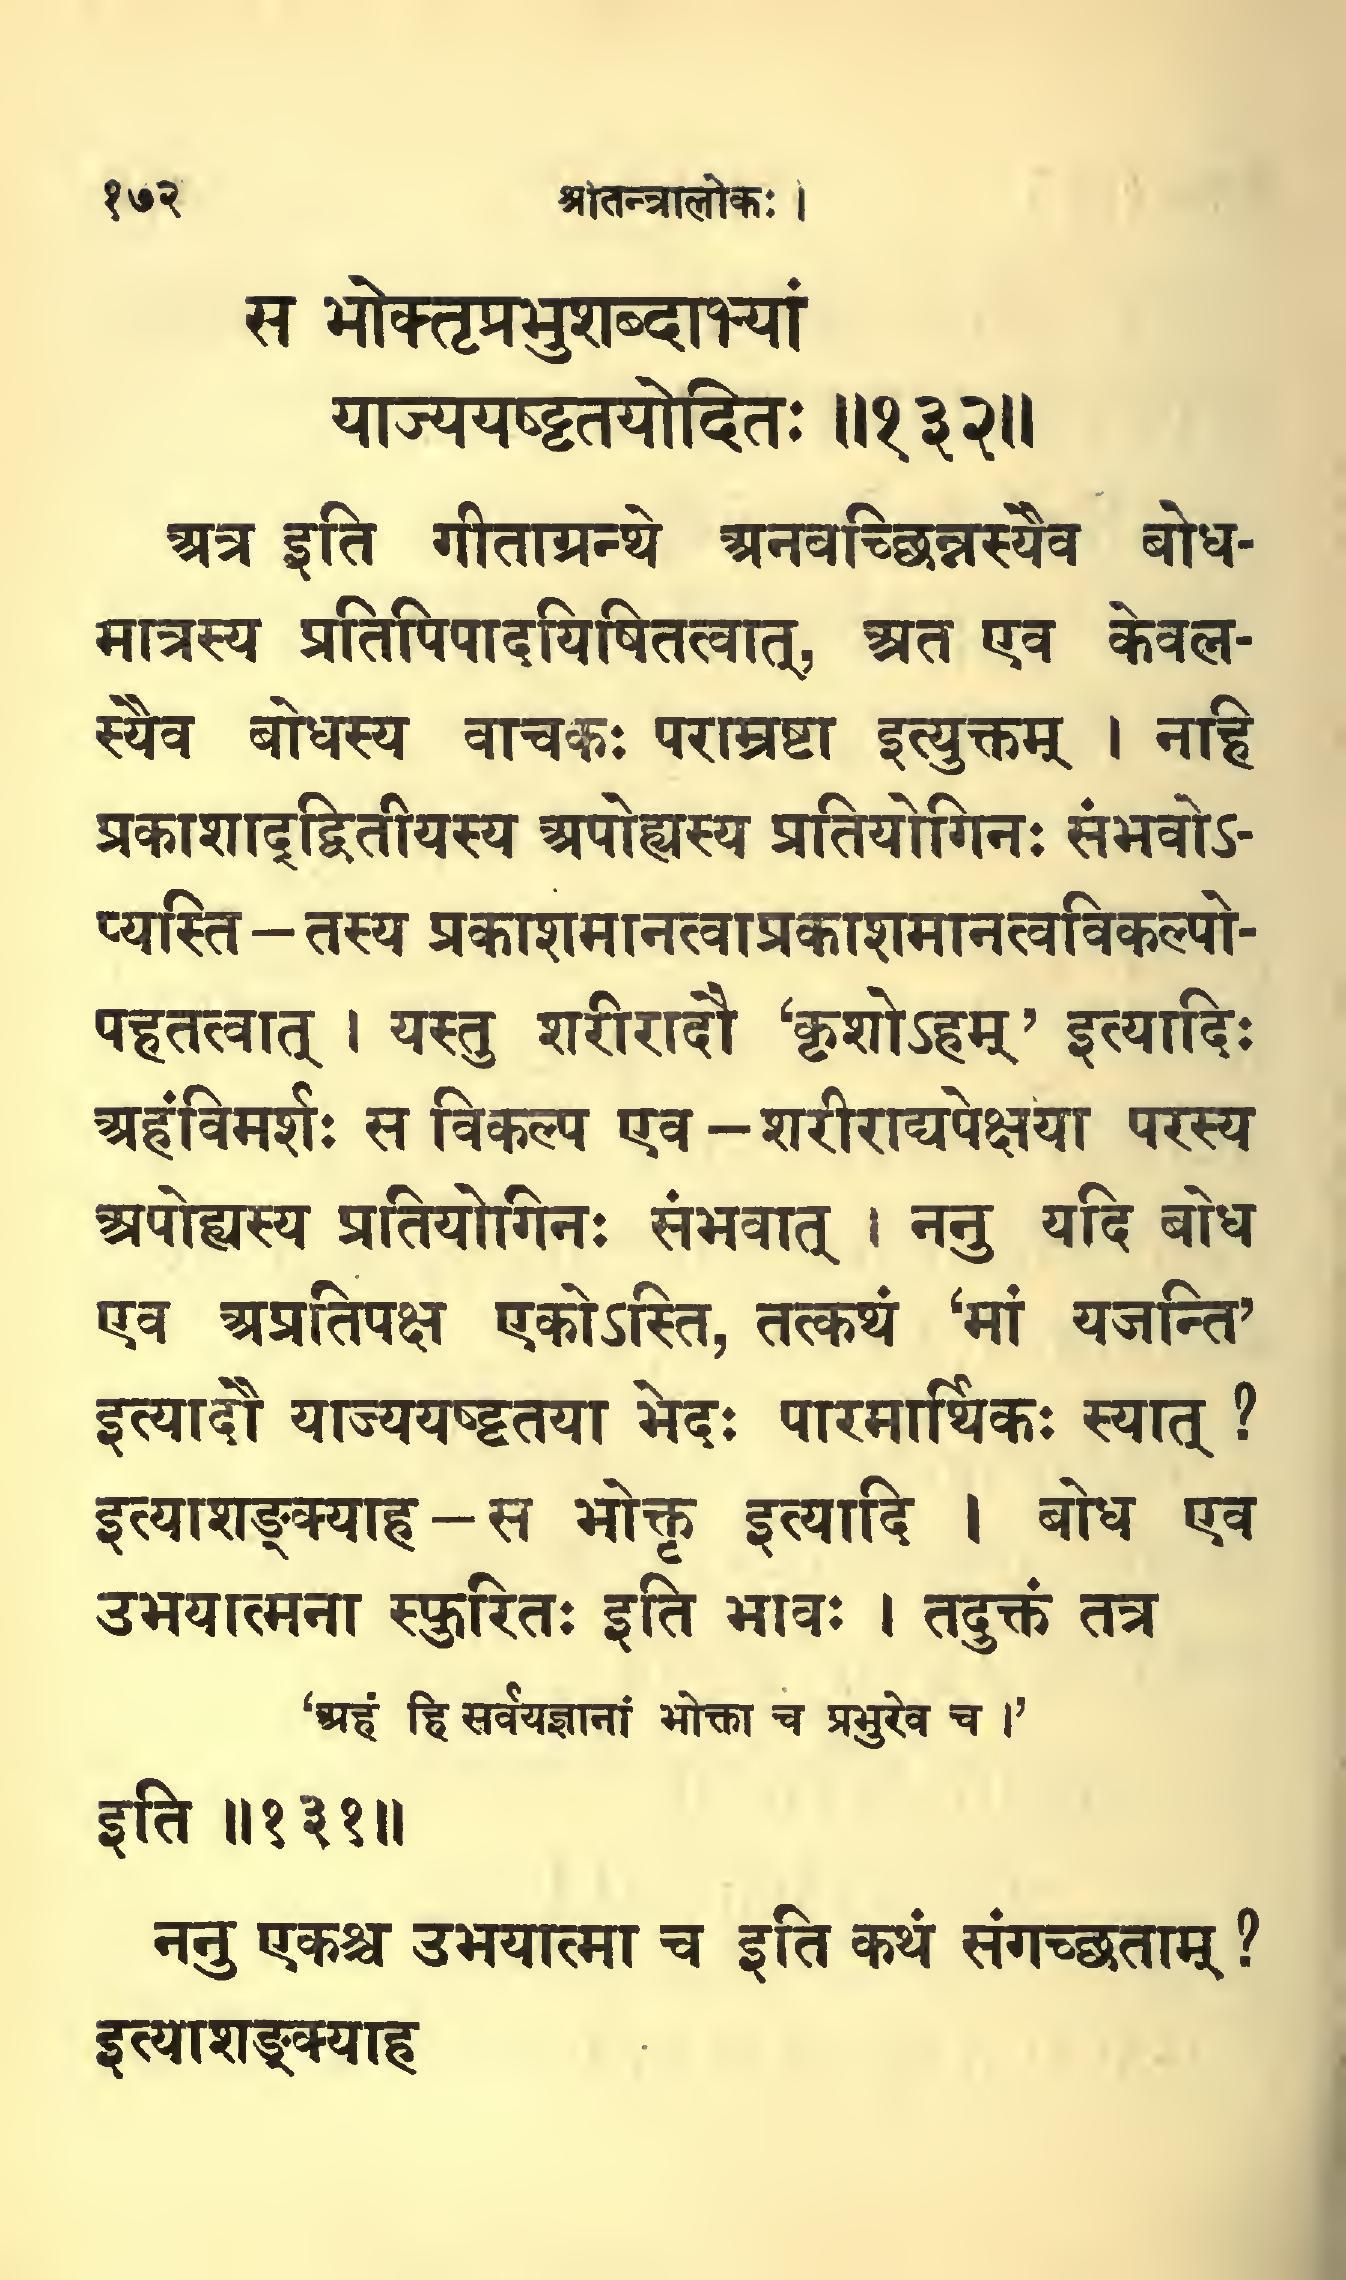 १७२ श्रीतन्त्रालोकः ।
स भोक्तृप्रभुशब्दाभ्यां
याज्ययष्टृतयोदितः ॥१३२॥
अत्र इति गीताग्रन्थे अनवच्छिन्नस्यैव बोध-
मात्रस्य प्रतिपिपादयिषितत्वात्, अत एव केवल-
स्यैव बोधस्य वाचकः पराम्रष्टा इत्युक्तम् । नाहि
प्रकाशाद्द्वितीयस्य अपोह्यस्य प्रतियोगिनः संभवोऽ-
प्यस्ति – तस्य प्रकाशमानत्वाप्रकाशमानत्वविकल्पो-
पहतत्वात् । यस्तु शरीरादौ ‘कृशोऽहम्’ इत्यादिः
अहंविमर्शः स विकल्प एव – शरीराद्यपेक्षया परस्य
अपोह्यस्य प्रतियोगिनः संभवात् । ननु यदि बोध
एव अप्रतिपक्ष एकोऽस्ति, तत्कथं ‘मां यजन्ति’
इत्यादौ याज्ययष्टृतया भेदः पारमार्थिकः स्यात् ?
इत्याशङ्क्याह – स भोक्तृ इत्यादि । बोध एव
उभयात्मना स्फुरितः इति भावः । तदुक्तं तत्र
‘अहं हि सर्वयज्ञानां भोक्ता च प्रभुरेव च ।’
इति ॥१३१॥
ननु एकश्च उभयात्मा च इति कथं संगच्छताम् ?
इत्याशङ्क्याह